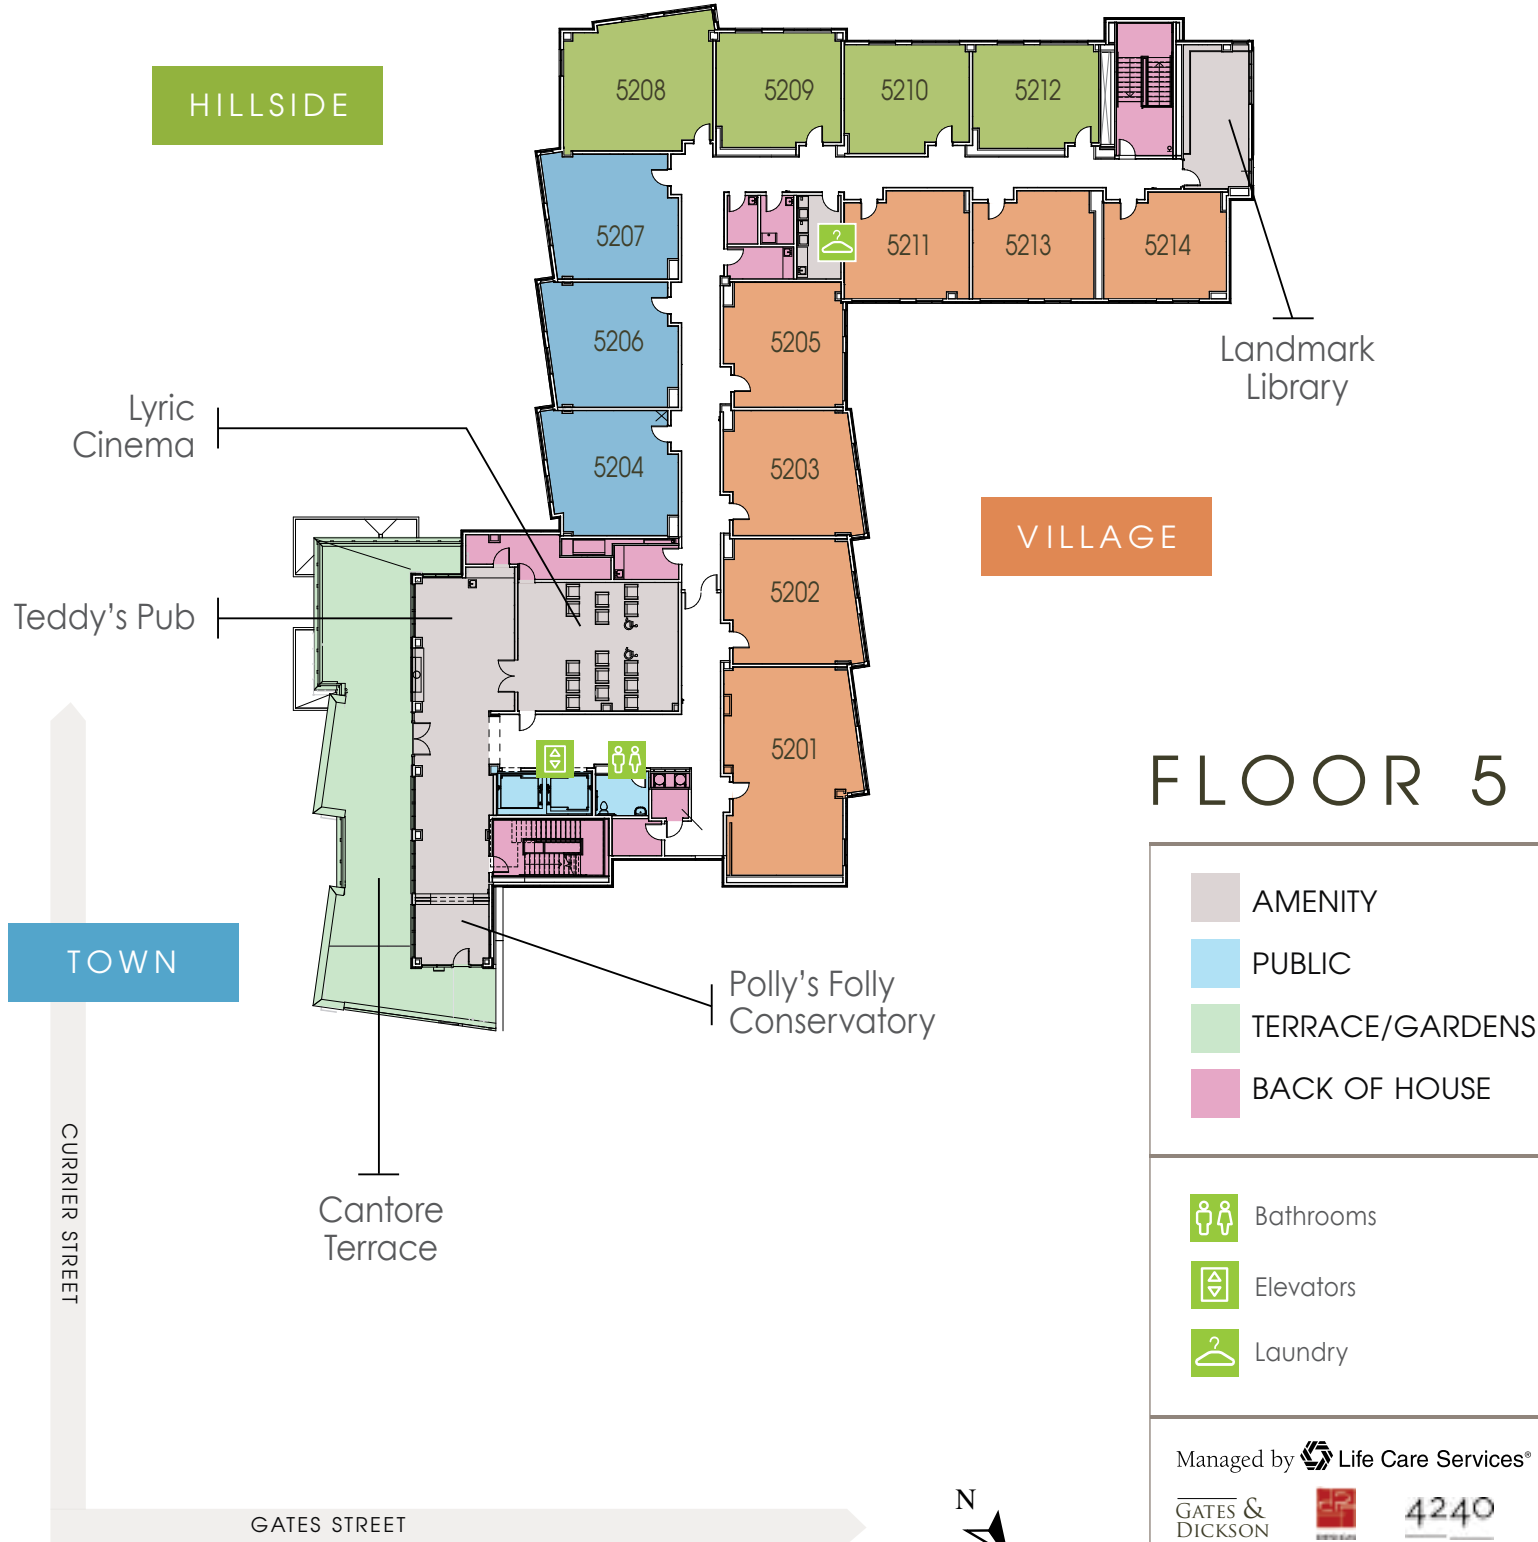 HILLSIDE
5208
5209
5210
5212
5207
5211
5213
5214
5206
5205
Landmark
Library
Lyric
Cinema
5204
5203
VILLAGE
Teddy's Pub
5202
5201
FLOOR 5
AMENITY
PUBLIC
TERRACE/GARDENS
BACK OF HOUSE
TOWN
Polly's Folly
Conservatory
Cantore
Terrace
CURRIER STREET
Bathrooms
Elevators
Laundry
Managed by Life Care Services®
GATES &
DICKSON
4240
N
GATES STREET